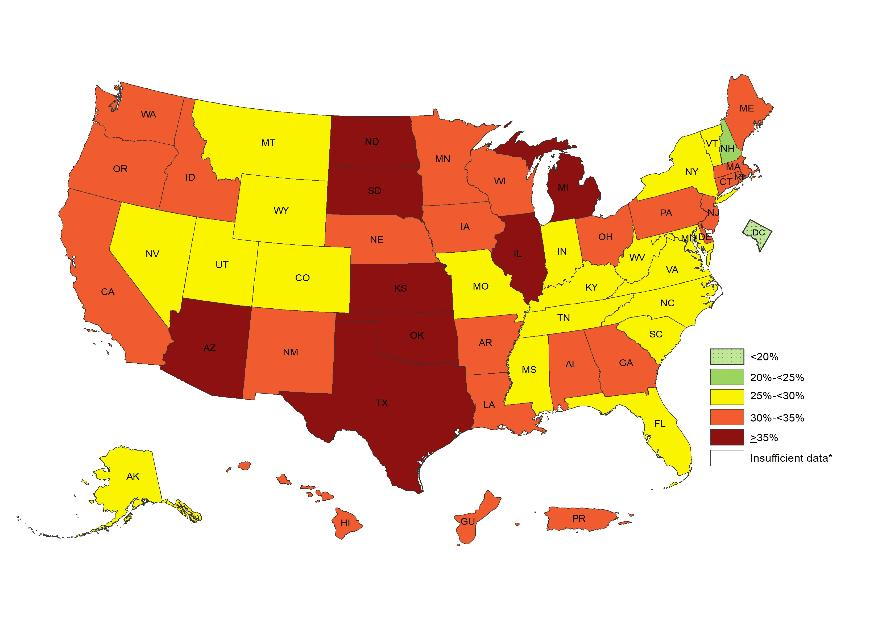 ME
WA
MT
ND
MN
VT
NH
OR
ID
SD
WI
MI
NY
MA
CT
RI
WY
IA
PA
NJ
NE
OH
MD
DE
DC
NV
UT
CO
IL
IN
WV
VA
CA
KS
MO
KY
NC
TN
AZ
NM
OK
AR
SC
MS
AL
GA
TX
LA
FL
<20%
20%-<25%
25%-<30%
30%-<35%
≥35%
Insufficient data*
AK
HI
GU
PR